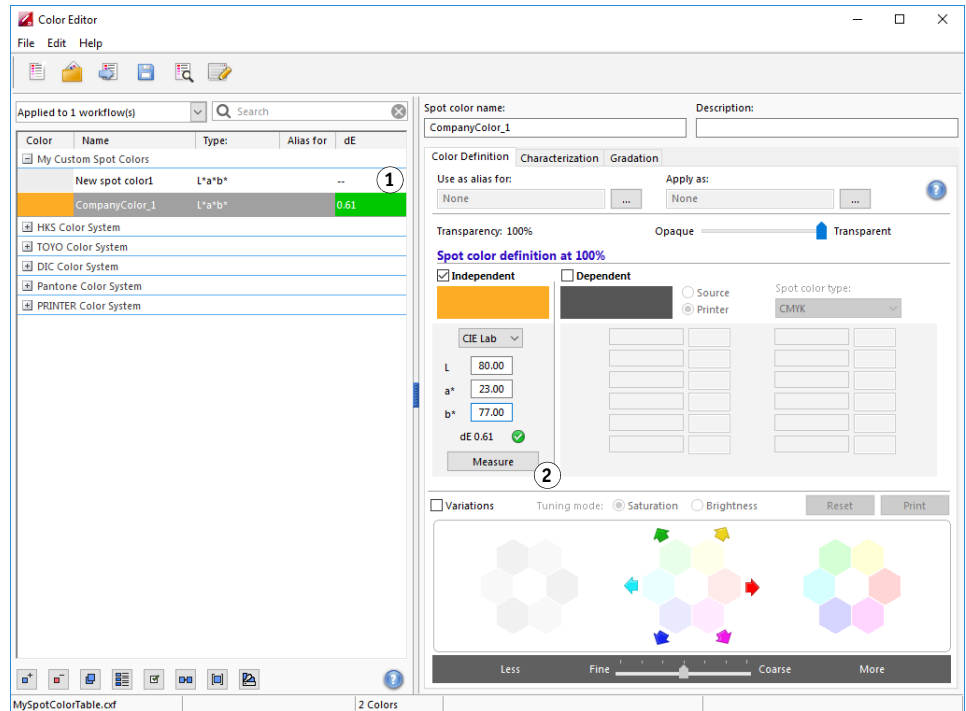 Color Editor
File Edit Help
Applied to 1 workflow(s) Search
Color Name Type: Alias for dE
My Custom Spot Colors
New spot color1 L*a*b* --
1
CompanyColor_1 L*a*b* 0.61
HKS Color System
TOYO Color System
DIC Color System
Pantone Color System
PRINTER Color System
Spot color name: Description:
CompanyColor_1
Color Definition Characterization Gradation
Use as alias for: Apply as:
None ... None ...
Transparency: 100% Opaque Transparent
Spot color definition at 100%
Independent Dependent
Source Spot color type:
Printer CMYK
CIE Lab
L 80.00
a* 23.00
b* 77.00
dE 0.61
Measure
2
Variations Tuning mode: Saturation Brightness Reset Print
Less Fine Coarse More
MySpotColorTable.cxf 2 Colors